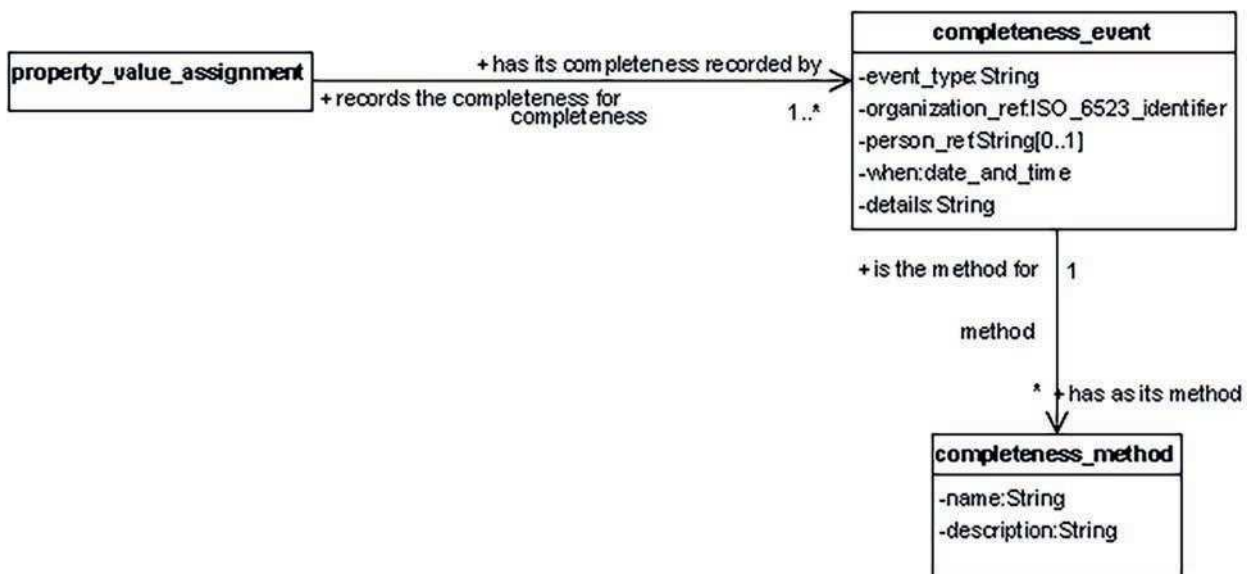 property_value_assignment
+ has its completeness recorded by
+ records the completeness for
completeness
1..*
completeness_event
-event_type:String
-organization_ref:ISO_6523_identifier
-person_ref:String[0..1]
-when:date_and_time
-details:String
+ is the method for 1
method
* + has as its method
completeness_method
-name:String
-description:String